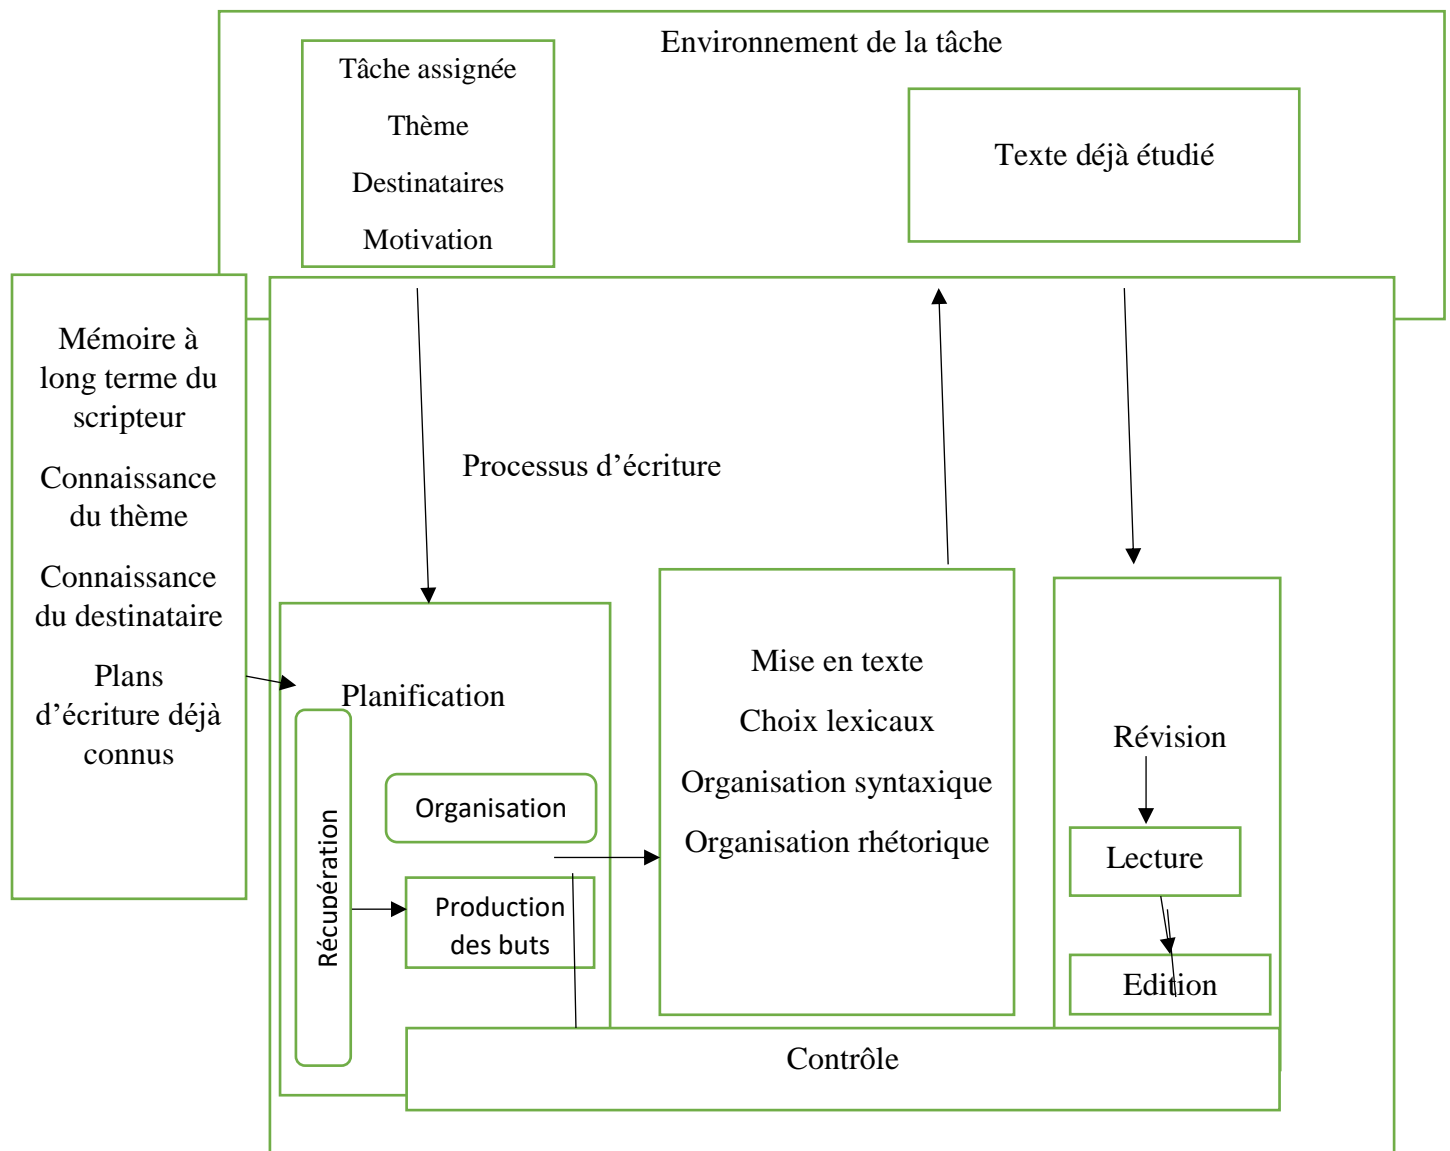 Environnement de la tâche
Tâche assignée
Thème
Destinataires
Motivation
Texte déjà étudié
Mémoire à
long terme du
scripteur
Connaissance
du thème
Connaissance
du destinataire
Plans
d’écriture déjà
connus
Processus d’écriture
Planification
Récupération
Organisation
Production
des buts
Mise en texte
Choix lexicaux
Organisation syntaxique
Organisation rhétorique
Révision
Lecture
Edition
Contrôle